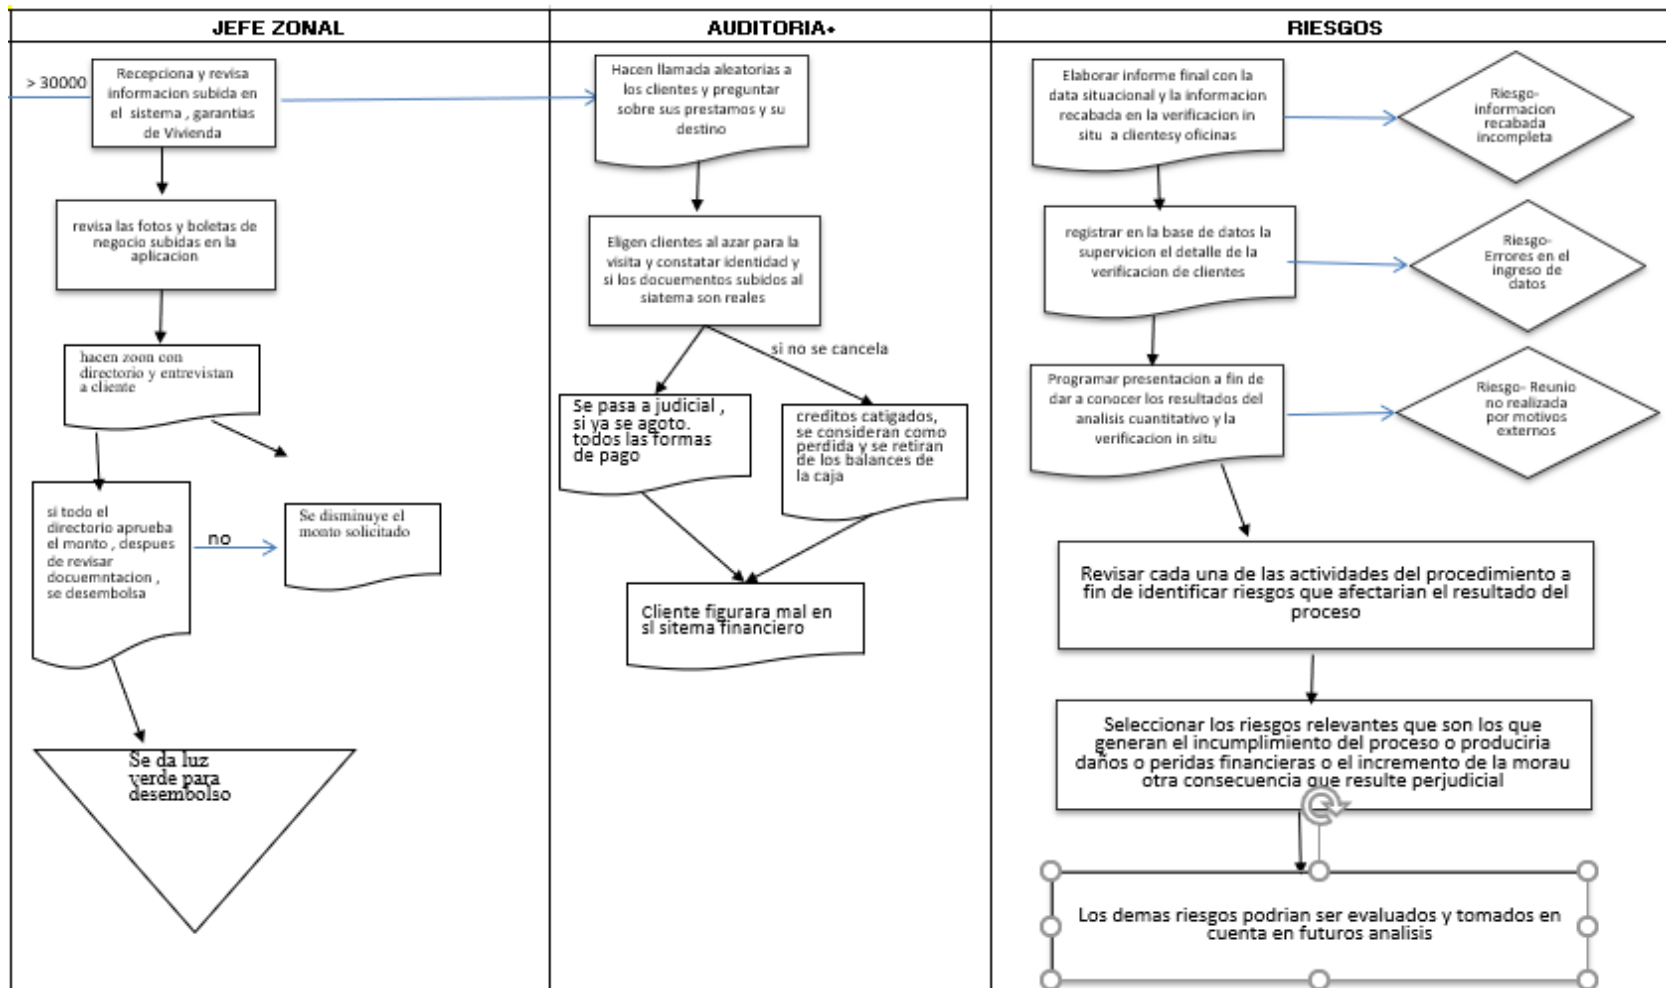 JEFE ZONAL
AUDITORIA+
RIESGOS
> 30000
Recepciona y revisa
informacion subida en
el sistema , garantias
de Vivienda
revisa las fotos y boletas de
negocio subidas en la
aplicacion
hacen zoon con
directorio y entrevistan
a cliente
si todo el
directorio aprueba
el monto , despues
de revisar
docuemntacion ,
se desembolsa
no
Se disminuye el
monto solicitado
Se da luz
verde para
desembolso
Hacen llamada aleatorias a
los clientes y preguntar
sobre sus prestamos y su
destino
Eligen clientes al azar para la
visita y constatar identidad y
si los docuementos subidos al
siatema son reales
si no se cancela
Se pasa a judicial ,
si ya se agoto.
todos las formas
de pago
creditos catigados,
se consideran como
perdida y se retiran
de los balances de
la caja
Cliente figurara mal en
sl sitema financiero
Elaborar informe final con la
data situacional y la informacion
recabada en la verificacion in
situ a clientesy oficinas
Riesgo-
informacion
recabada
incompleta
registrar en la base de datos la
supervicion el detalle de la
verificacion de clientes
Riesgo-
Errores en el
ingreso de
datos
Programar presentacion a fin de
dar a conocer los resultados del
analisis cuantitativo y la
verificacion in situ
Riesgo- Reunio
no realizada
por motivos
externos
Revisar cada una de las actividades del procedimiento a
fin de identificar riesgos que afectarian el resultado del
proceso
Seleccionar los riesgos relevantes que son los que
generan el incumplimiento del proceso o produciria
daños o peridas financieras o el incremento de la morau
otra consecuencia que resulte perjudicial
Los demas riesgos podrian ser evaluados y tomados en
cuenta en futuros analisis